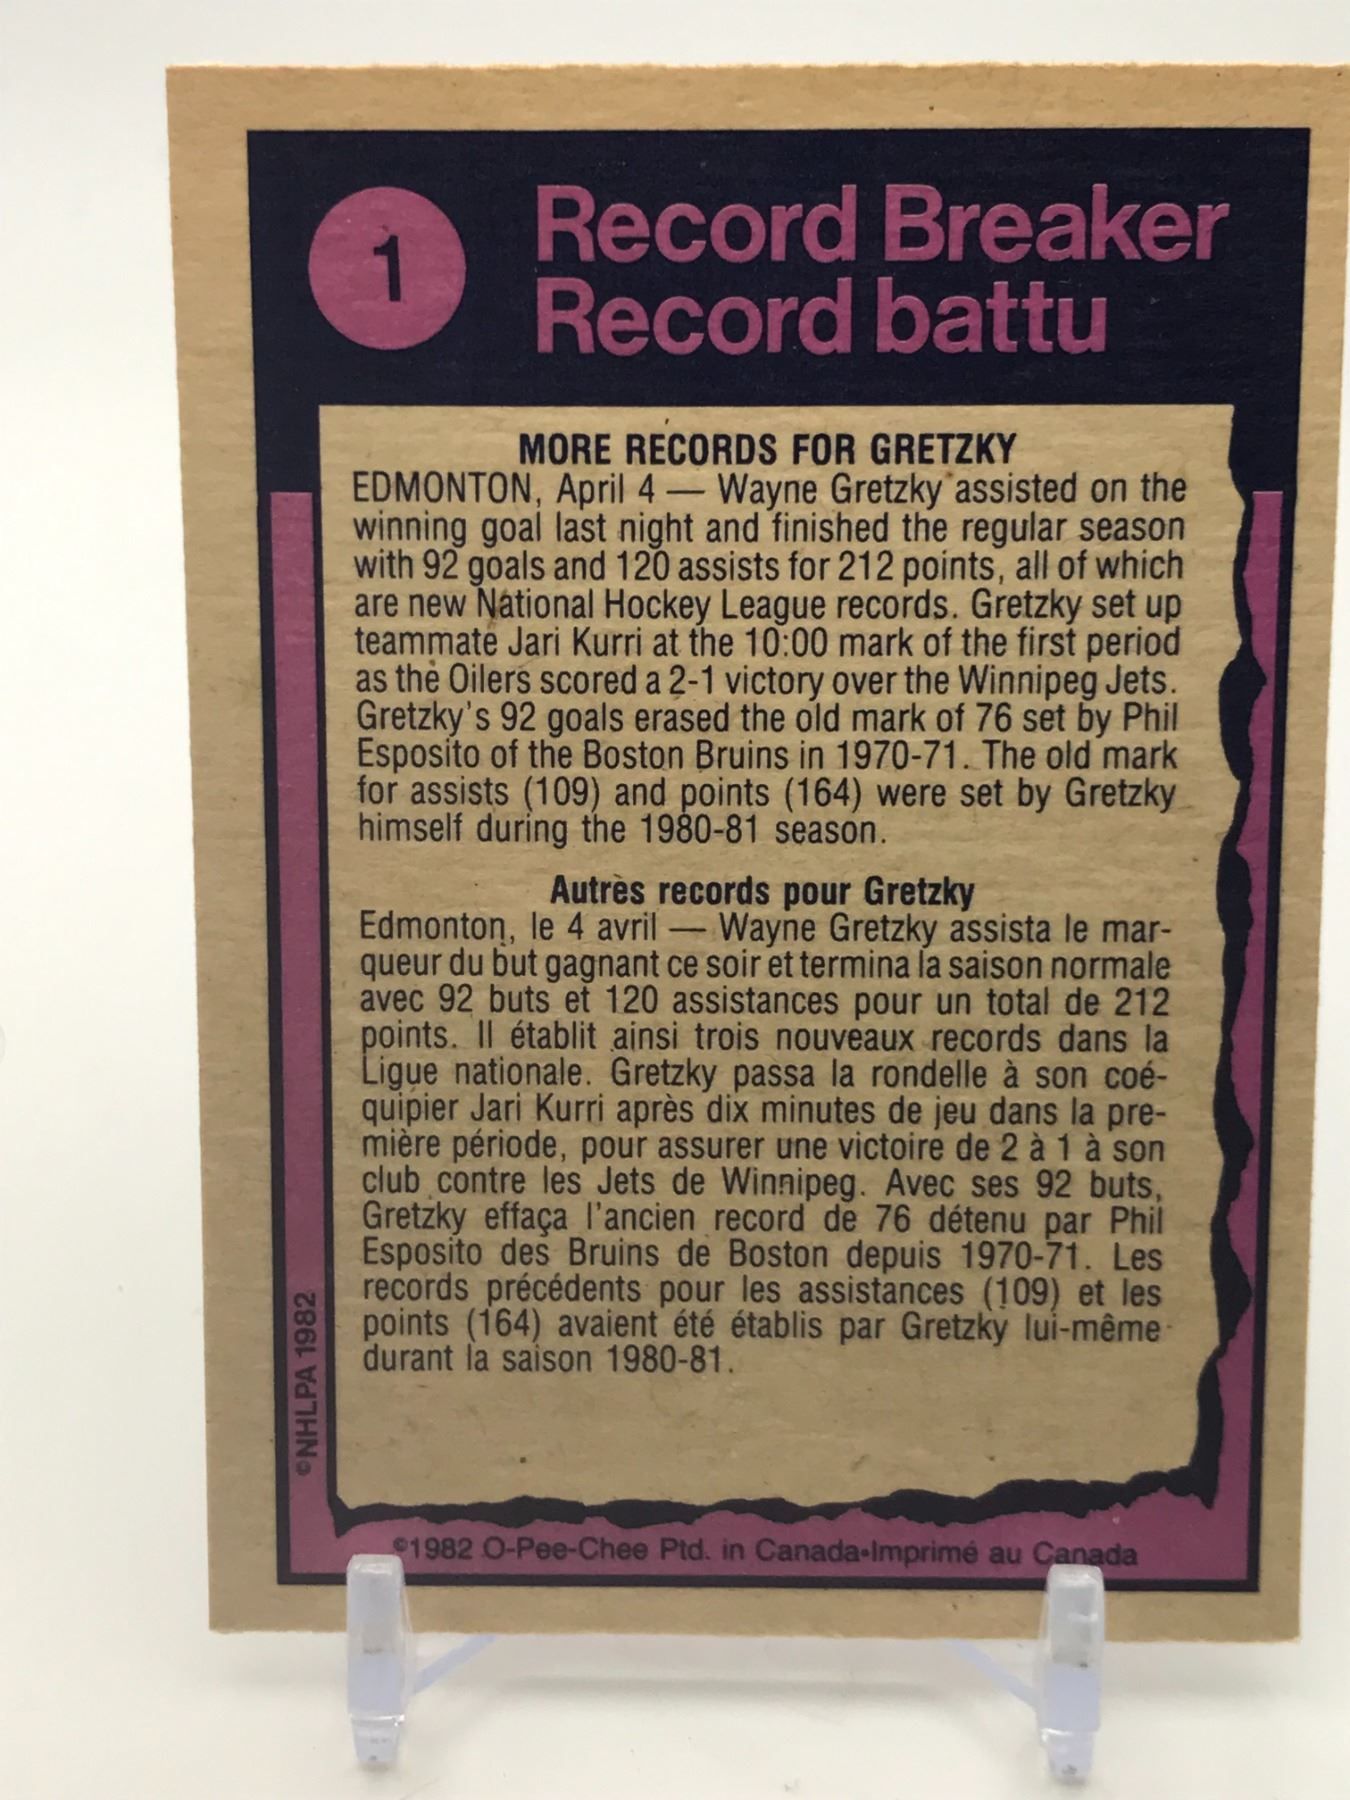 1
Record Breaker
Record battu
MORE RECORDS FOR GRETZKY
EDMONTON, April 4 — Wayne Gretzky assisted on the
winning goal last night and finished the regular season
with 92 goals and 120 assists for 212 points, all of which
are new National Hockey League records. Gretzky set up
teammate Jari Kurri at the 10:00 mark of the first period
as the Oilers scored a 2-1 victory over the Winnipeg Jets.
Gretzky's 92 goals erased the old mark of 76 set by Phil
Esposito of the Boston Bruins in 1970-71. The old mark
for assists (109) and points (164) were set by Gretzky
himself during the 1980-81 season.
Autres records pour Gretzky
Edmonton, le 4 avril — Wayne Gretzky assista le mar-
queur du but gagnant ce soir et termina la saison normale
avec 92 buts et 120 assistances pour un total de 212
points. Il établit ainsi trois nouveaux records dans la
Ligue nationale. Gretzky passa la rondelle à son coé-
quipier Jari Kurri après dix minutes de jeu dans la pre-
mière période, pour assurer une victoire de 2 à 1 à son
club contre les Jets de Winnipeg. Avec ses 92 buts,
Gretzky effaça l'ancien record de 76 détenu par Phil
Esposito des Bruins de Boston depuis 1970-71. Les
records précédents pour les assistances (109) et les
points (164) avaient été établis par Gretzky lui-même
durant la saison 1980-81.
©NHLPA 1982
©1982 O-Pee-Chee Ptd. in Canada•Imprimé au Canada